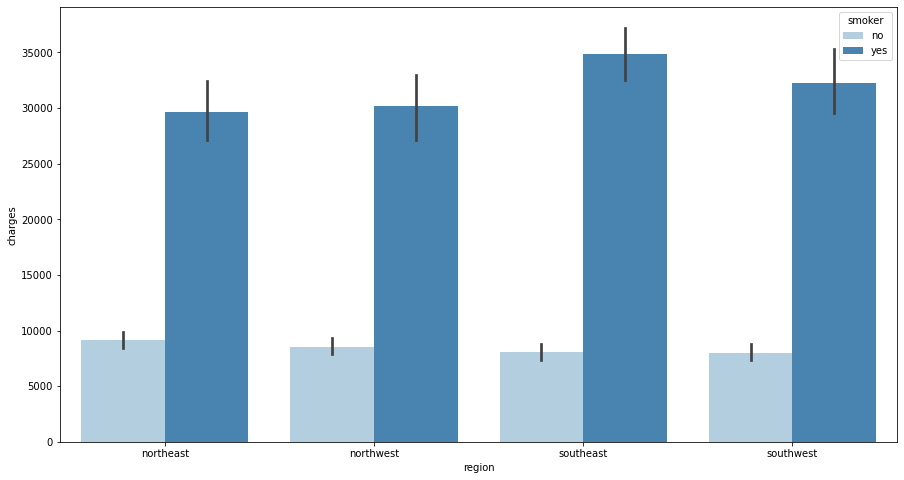 smoker
no
yes
35000
30000
25000
20000
15000
10000
5000
0
charges
northeast
northwest
southeast
southwest
region